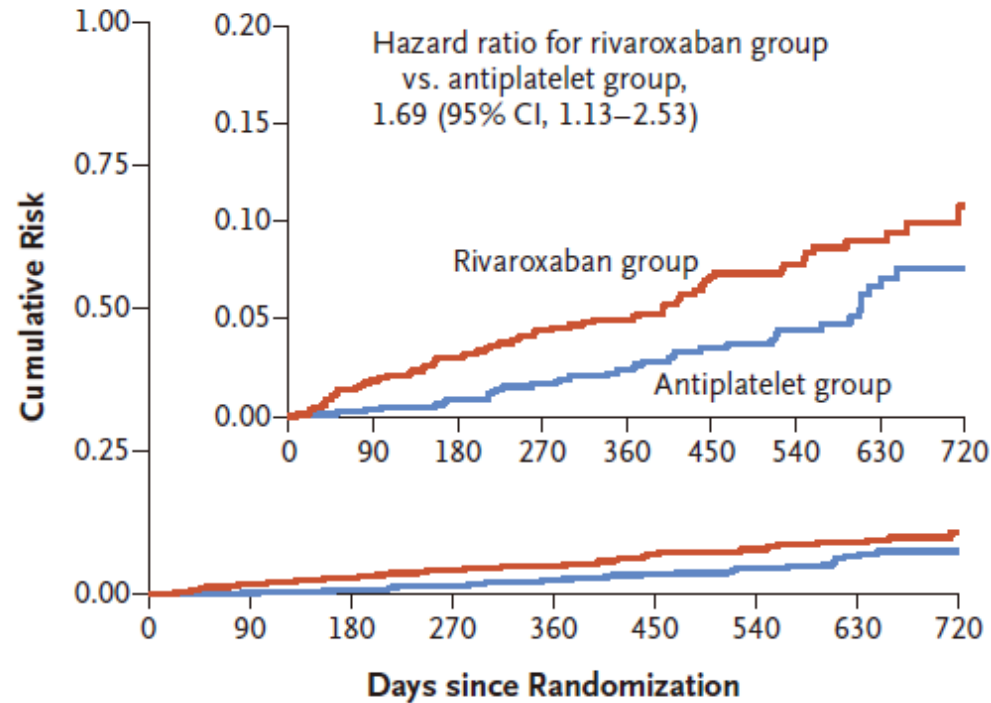 1.00
0.75
0.50
0.25
0.00
Cumulative Risk
0.20
0.15
0.10
0.05
0.00
Hazard ratio for rivaroxaban group
vs. antiplatelet group,
1.69 (95% CI, 1.13–2.53)
Rivaroxaban group
Antiplatelet group
0 90 180 270 360 450 540 630 720
0 90 180 270 360 450 540 630 720
Days since Randomization